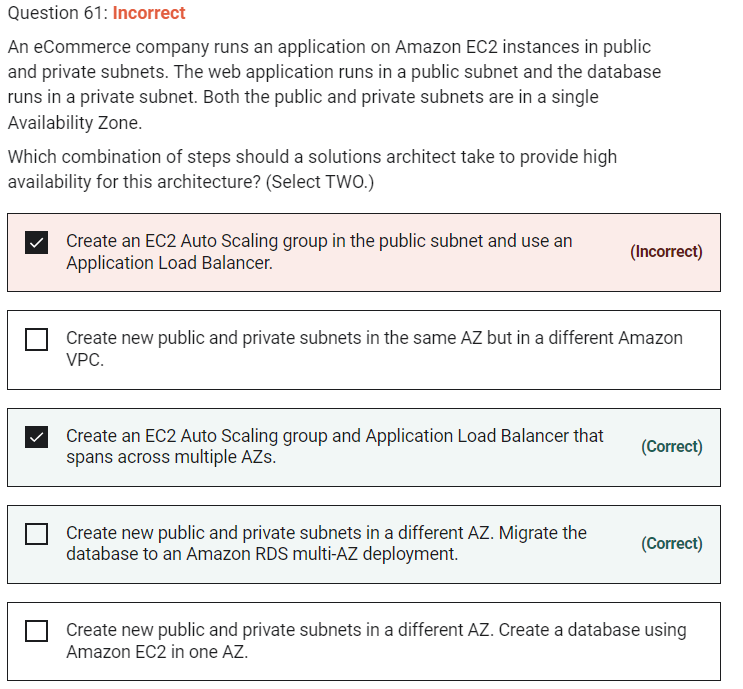 Question 61: Incorrect
An eCommerce company runs an application on Amazon EC2 instances in public
and private subnets. The web application runs in a public subnet and the database
runs in a private subnet. Both the public and private subnets are in a single
Availability Zone.
Which combination of steps should a solutions architect take to provide high
availability for this architecture? (Select TWO.)
Create an EC2 Auto Scaling group in the public subnet and use an
Application Load Balancer.
(Incorrect)
Create new public and private subnets in the same AZ but in a different Amazon
VPC.
Create an EC2 Auto Scaling group and Application Load Balancer that
spans across multiple AZs.
(Correct)
Create new public and private subnets in a different AZ. Migrate the
database to an Amazon RDS multi-AZ deployment.
(Correct)
Create new public and private subnets in a different AZ. Create a database using
Amazon EC2 in one AZ.